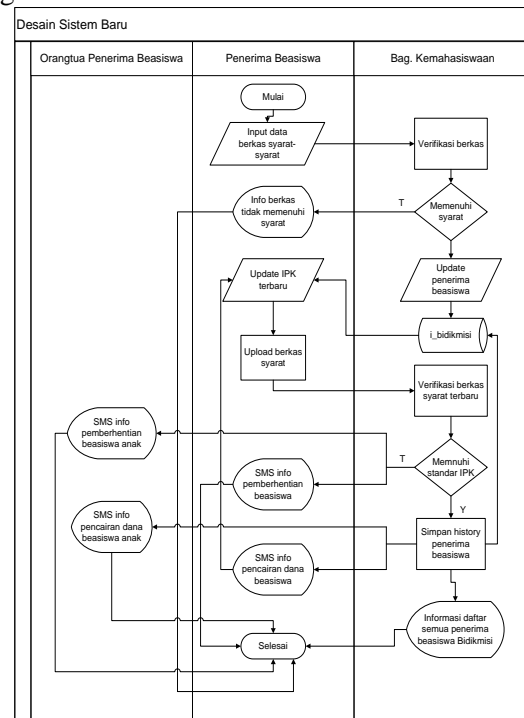 Desain Sistem Baru
Orangtua Penerima Beasiswa
Penerima Beasiswa
Bag. Kemahasiswaan
Mulai
Input data
berkas syarat-
syarat
Verifikasi berkas
Info berkas
tidak memenuhi
syarat
T
Memenuhi
syarat
Update IPK
terbaru
Update
penerima
beasiswa
i_bidikmisi
Upload berkas
syarat
Verifikasi berkas
syarat terbaru
SMS info
pemberhentian
beasiswa anak
T
Memnuhi
standar IPK
SMS info
pemberhentian
beasiswa
Y
SMS info
pencairan dana
beasiswa anak
Simpan history
penerima
beasiswa
SMS info
pencairan dana
beasiswa
Informasi daftar
semua penerima
beasiswa Bidikmisi
Selesai